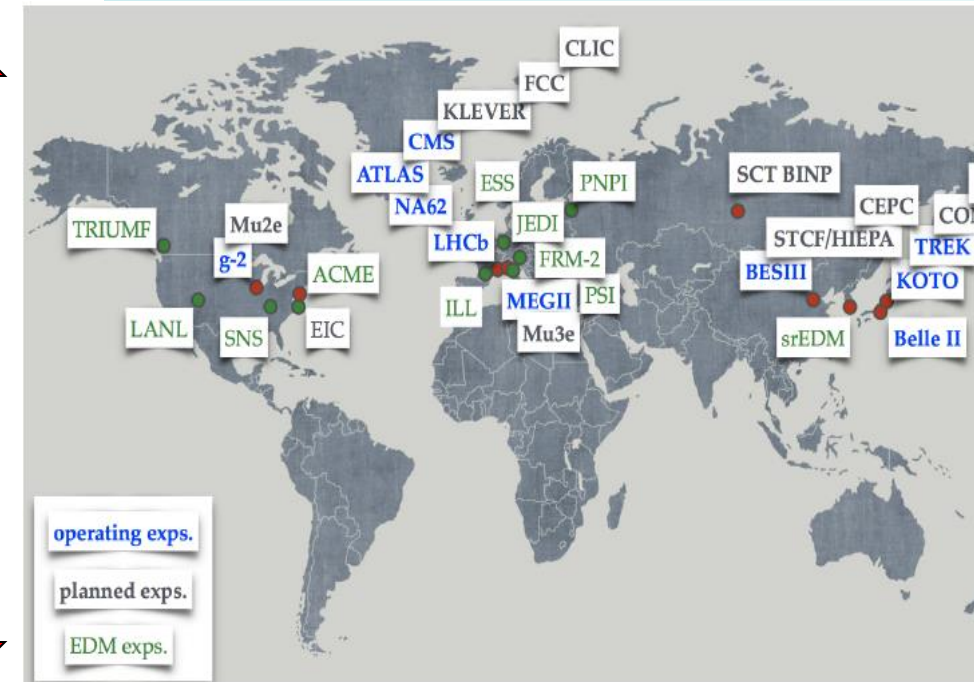 CLIC
FCC
KLEVER
CMS
ATLAS
NA62
LHCb
ESS
PNPI
JEDI
FRM-2
ILL
MEGII
PSI
Mu3e
TRIUMF
Mu2e
g-2
ACME
LANL
SNS
EIC
SCT BINP
CEPC
STCF/HIEPA
TREK
BESIII
KOTO
srEDM
Belle II
operating exps.
planned exps.
EDM exps.